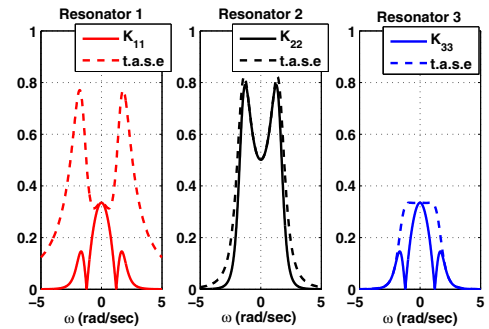 Resonator 1
Resonator 2
Resonator 3
K11
t.a.s.e
K22
t.a.s.e
K33
t.a.s.e
1
0.8
0.6
0.4
0.2
0
-5
0
5
ω (rad/sec)
1
0.8
0.6
0.4
0.2
0
-5
0
5
ω (rad/sec)
1
0.8
0.6
0.4
0.2
0
-5
0
5
ω (rad/sec)